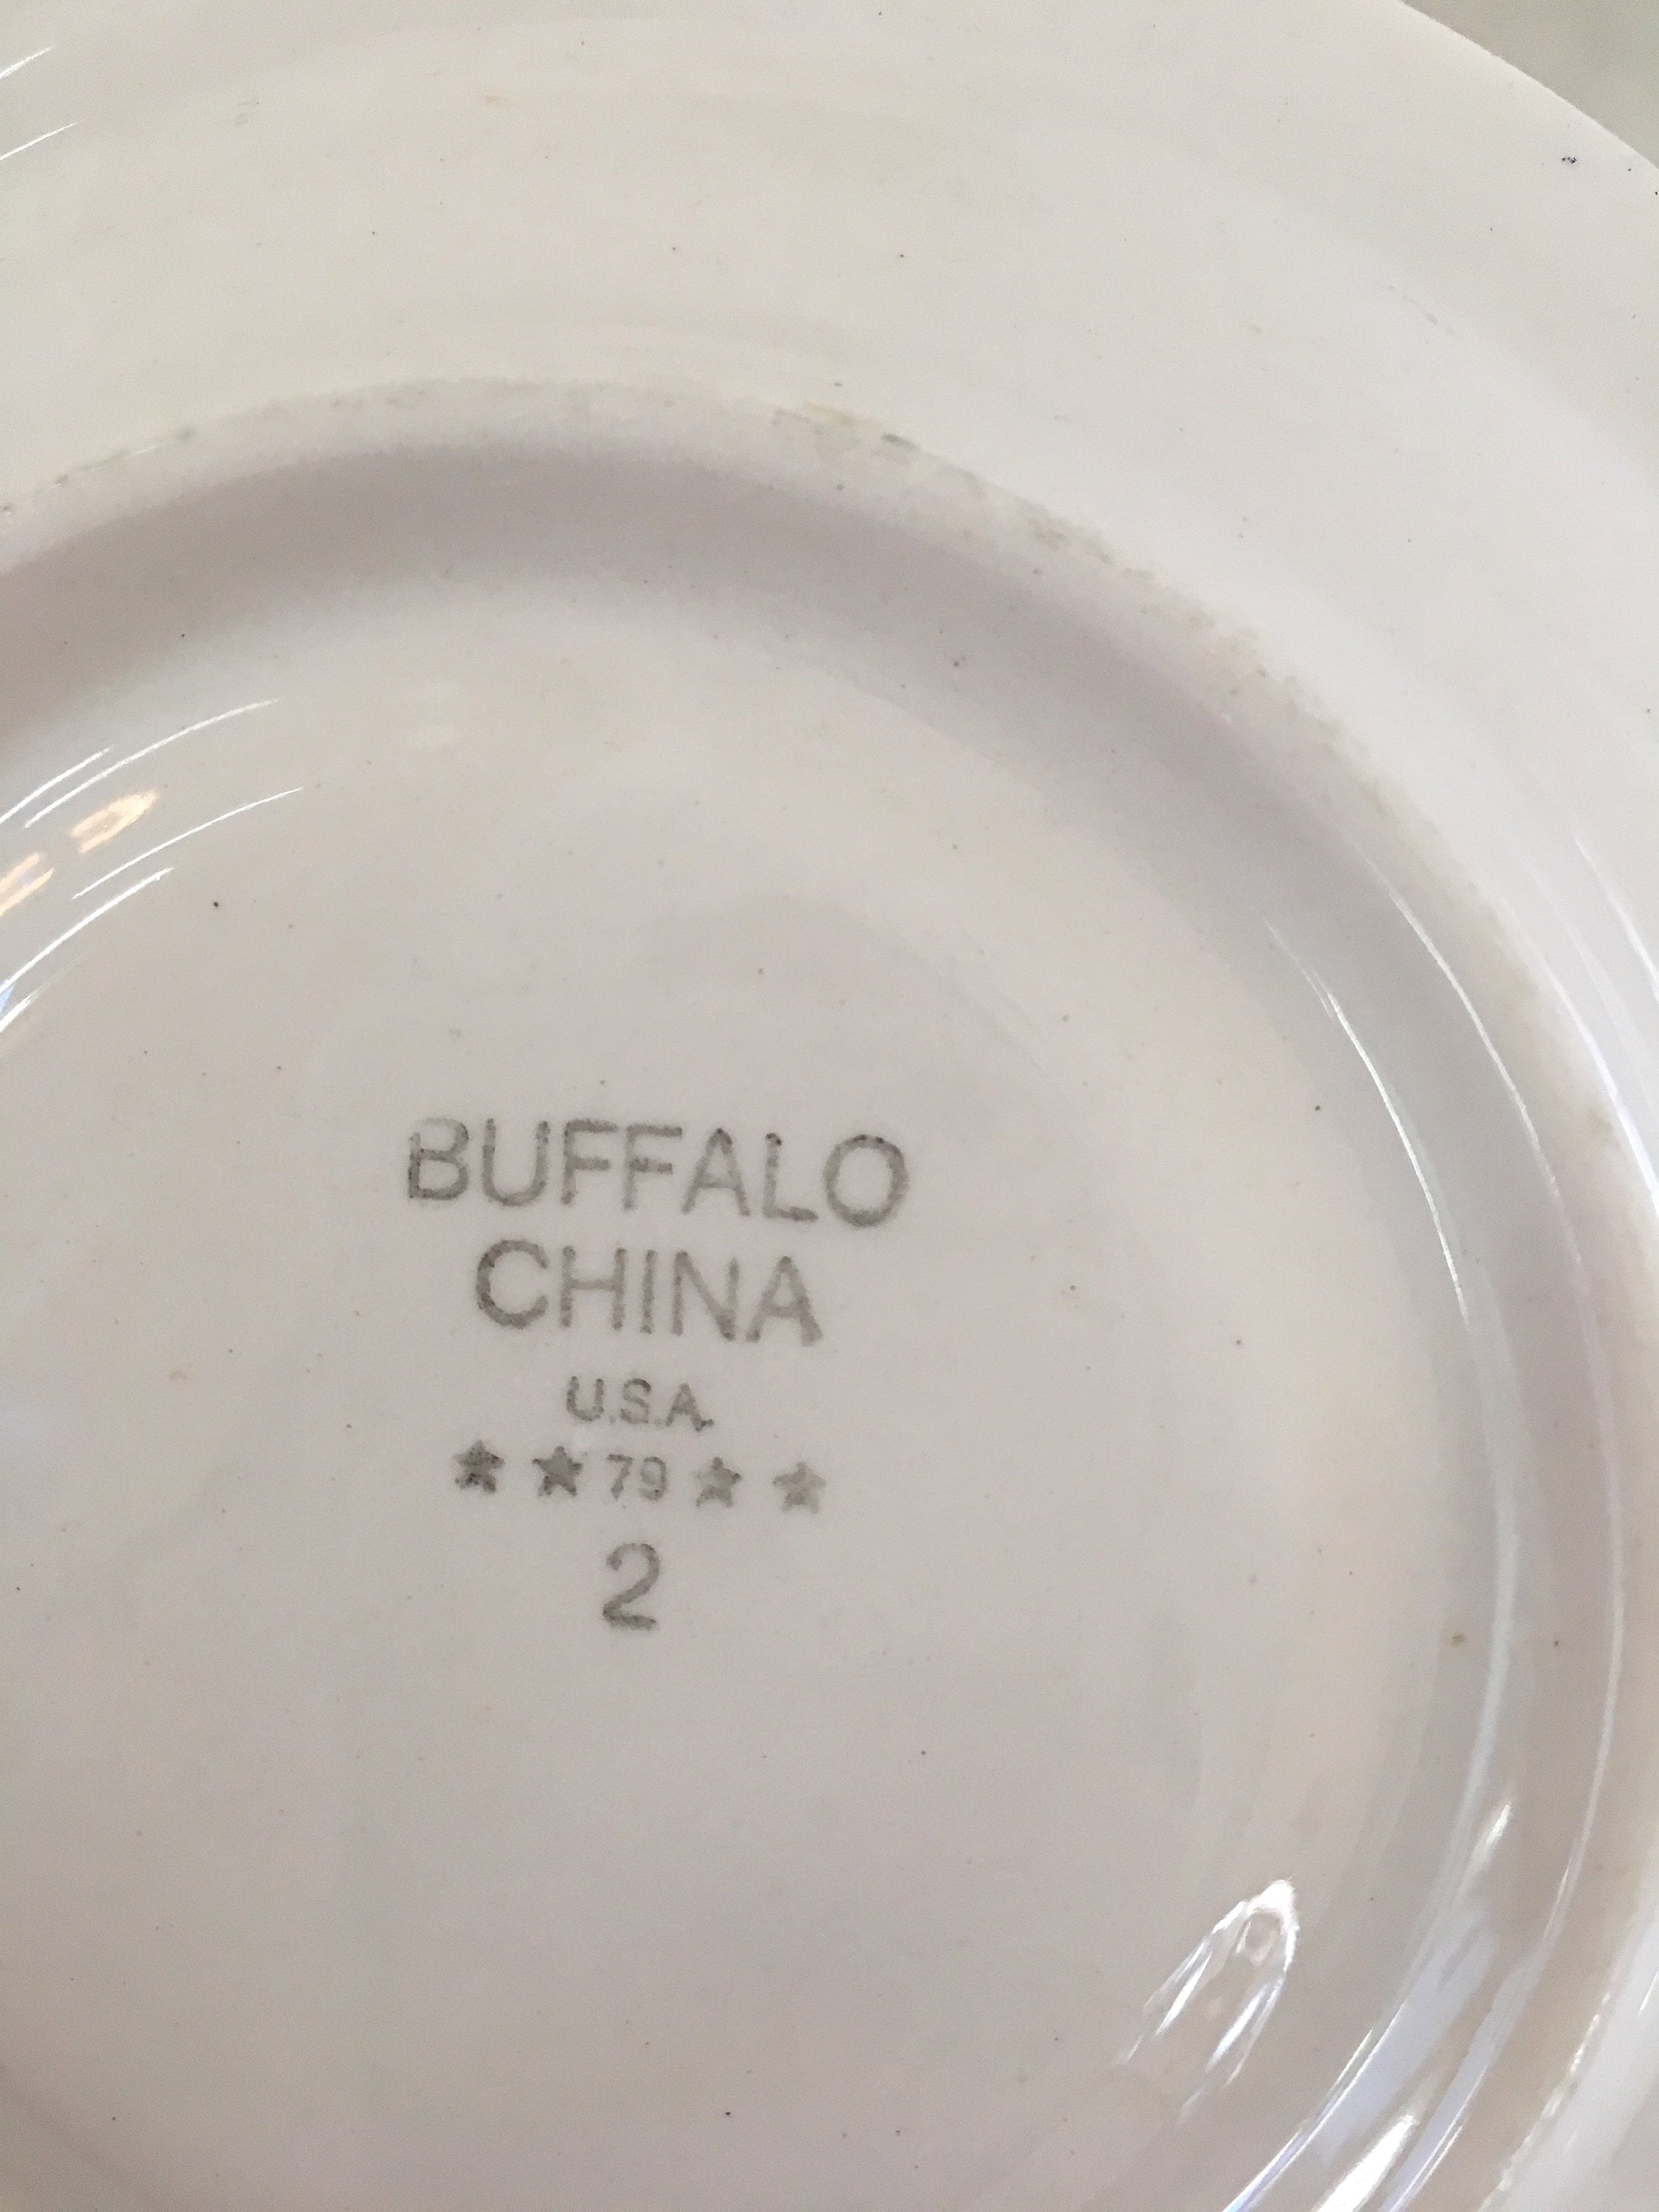 BUFFALO
CHINA
U.S.A.
★ ★ 79 ★ ★
2